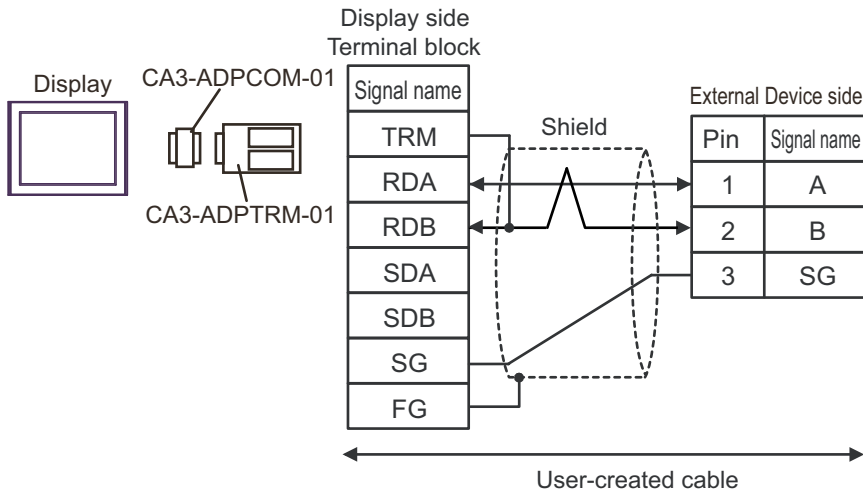 Display side
Terminal block
Display
CA3-ADPCOM-01
CA3-ADPTRM-01
Signal name
TRM
RDA
RDB
SDA
SDB
SG
FG
Shield
External Device side
Pin Signal name
1 A
2 B
3 SG
User-created cable